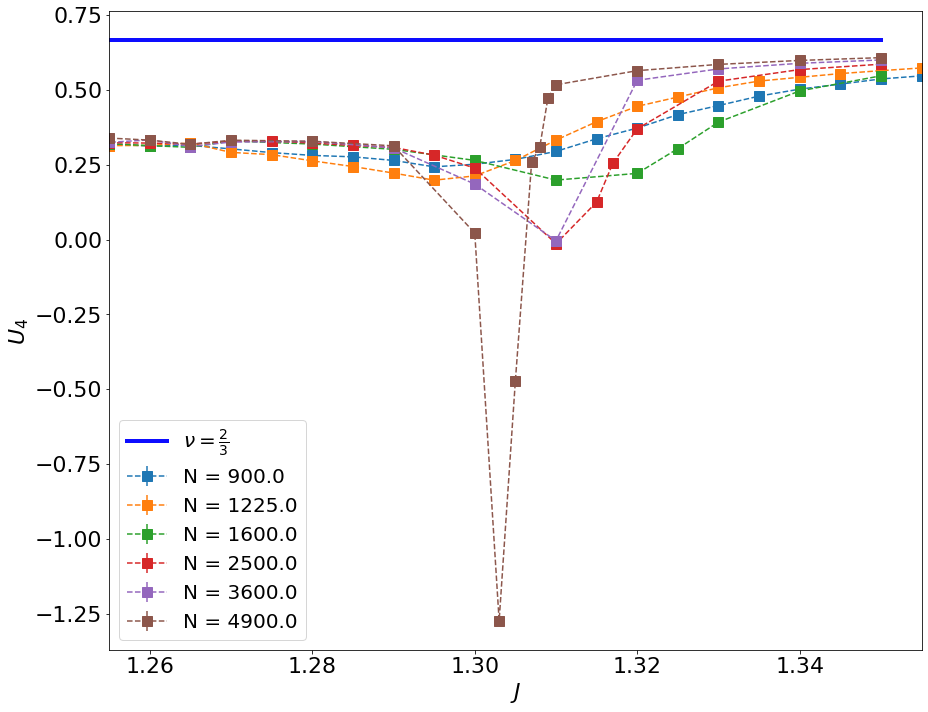 0.75
0.50
0.25
0.00
−0.25
−0.50
−0.75
−1.00
−1.25
U₄
1.26
1.28
1.30
1.32
1.34
J
ν = 2/3
N = 900.0
N = 1225.0
N = 1600.0
N = 2500.0
N = 3600.0
N = 4900.0